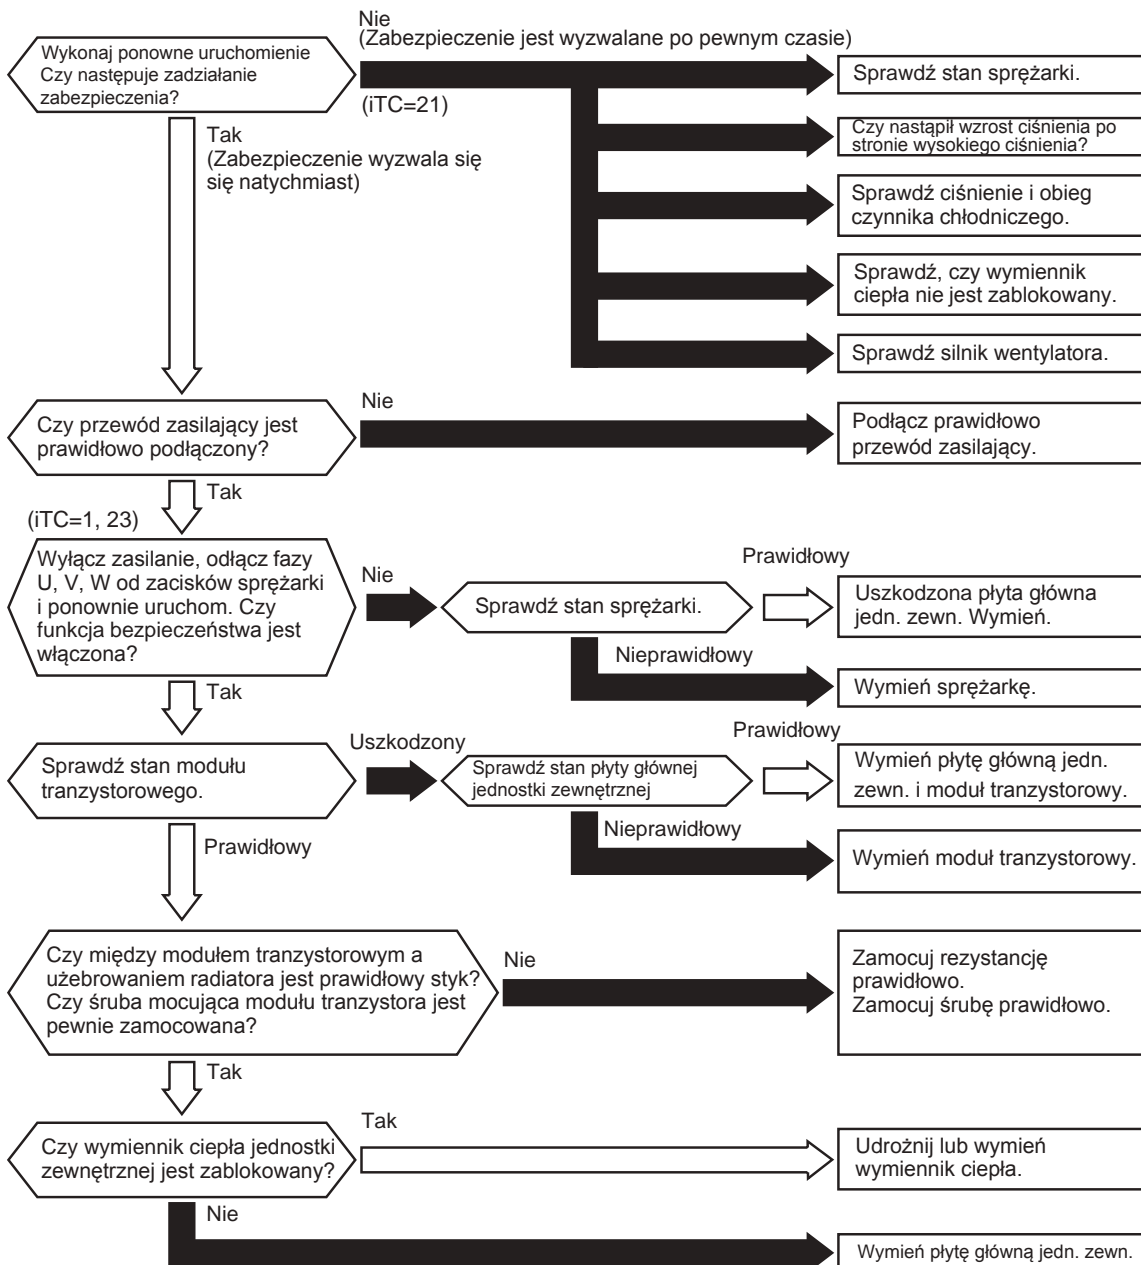 Nie
(Zabezpieczenie jest wyzwalane po pewnym czasie)
Wykonaj ponowne uruchomienie
Czy następuje zadziałanie
zabezpieczenia?
(iTC=21)
Sprawdź stan sprężarki.
Tak
(Zabezpieczenie wyzwala się
się natychmiast)
Czy nastąpił wzrost ciśnienia po
stronie wysokiego ciśnienia?
Sprawdź ciśnienie i obieg
czynnika chłodniczego.
Sprawdź, czy wymiennik
ciepła nie jest zablokowany.
Sprawdź silnik wentylatora.
Czy przewód zasilający jest
prawidłowo podłączony?
Nie
Podłącz prawidłowo
przewód zasilający.
Tak
(iTC=1, 23)
Wyłącz zasilanie, odłącz fazy
U, V, W od zacisków sprężarki
i ponownie uruchom. Czy
funkcja bezpieczeństwa jest
włączona?
Nie
Sprawdź stan sprężarki.
Prawidłowy
Uszkodzona płyta główna
jedn. zewn. Wymień.
Nieprawidłowy
Wymień sprężarkę.
Tak
Sprawdź stan modułu
tranzystorowego.
Uszkodzony
Sprawdź stan płyty głównej
jednostki zewnętrznej
Prawidłowy
Wymień płytę główną jedn.
zewn. i moduł tranzystorowy.
Nieprawidłowy
Wymień moduł tranzystorowy.
Prawidłowy
Czy między modułem tranzystorowym a
użebrowaniem radiatora jest prawidłowy styk?
Czy śruba mocująca modułu tranzystora jest
pewnie zamocowana?
Nie
Zamocuj rezystancję
prawidłowo.
Zamocuj śrubę prawidłowo.
Tak
Czy wymiennik ciepła jednostki
zewnętrznej jest zablokowany?
Tak
Udrożnij lub wymień
wymiennik ciepła.
Nie
Wymień płytę główną jedn. zewn.